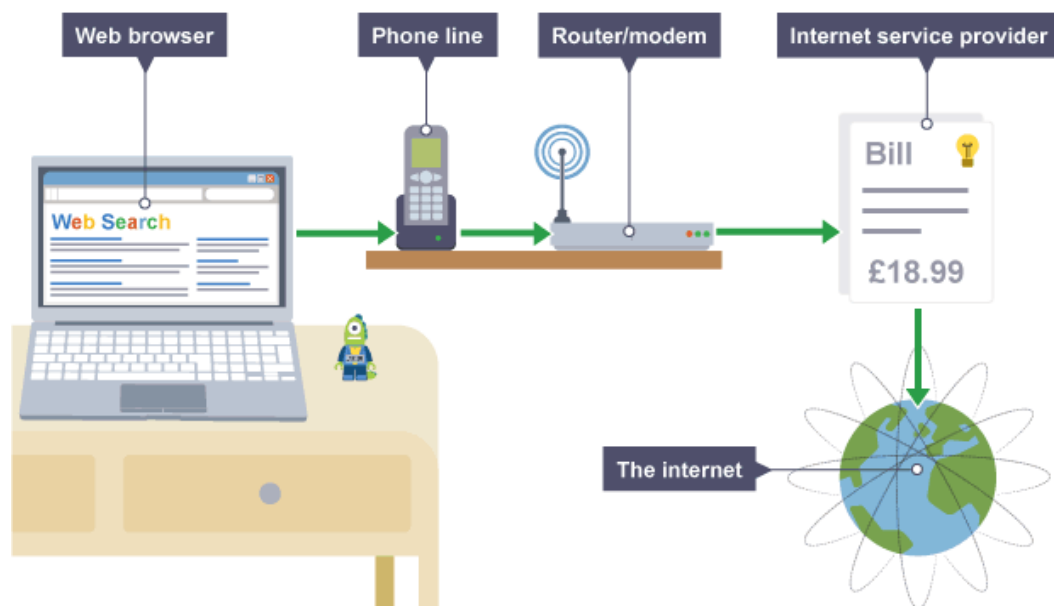 Web browser
Phone line
Router/modem
Internet service provider
Web Search
Bill
£18.99
The internet